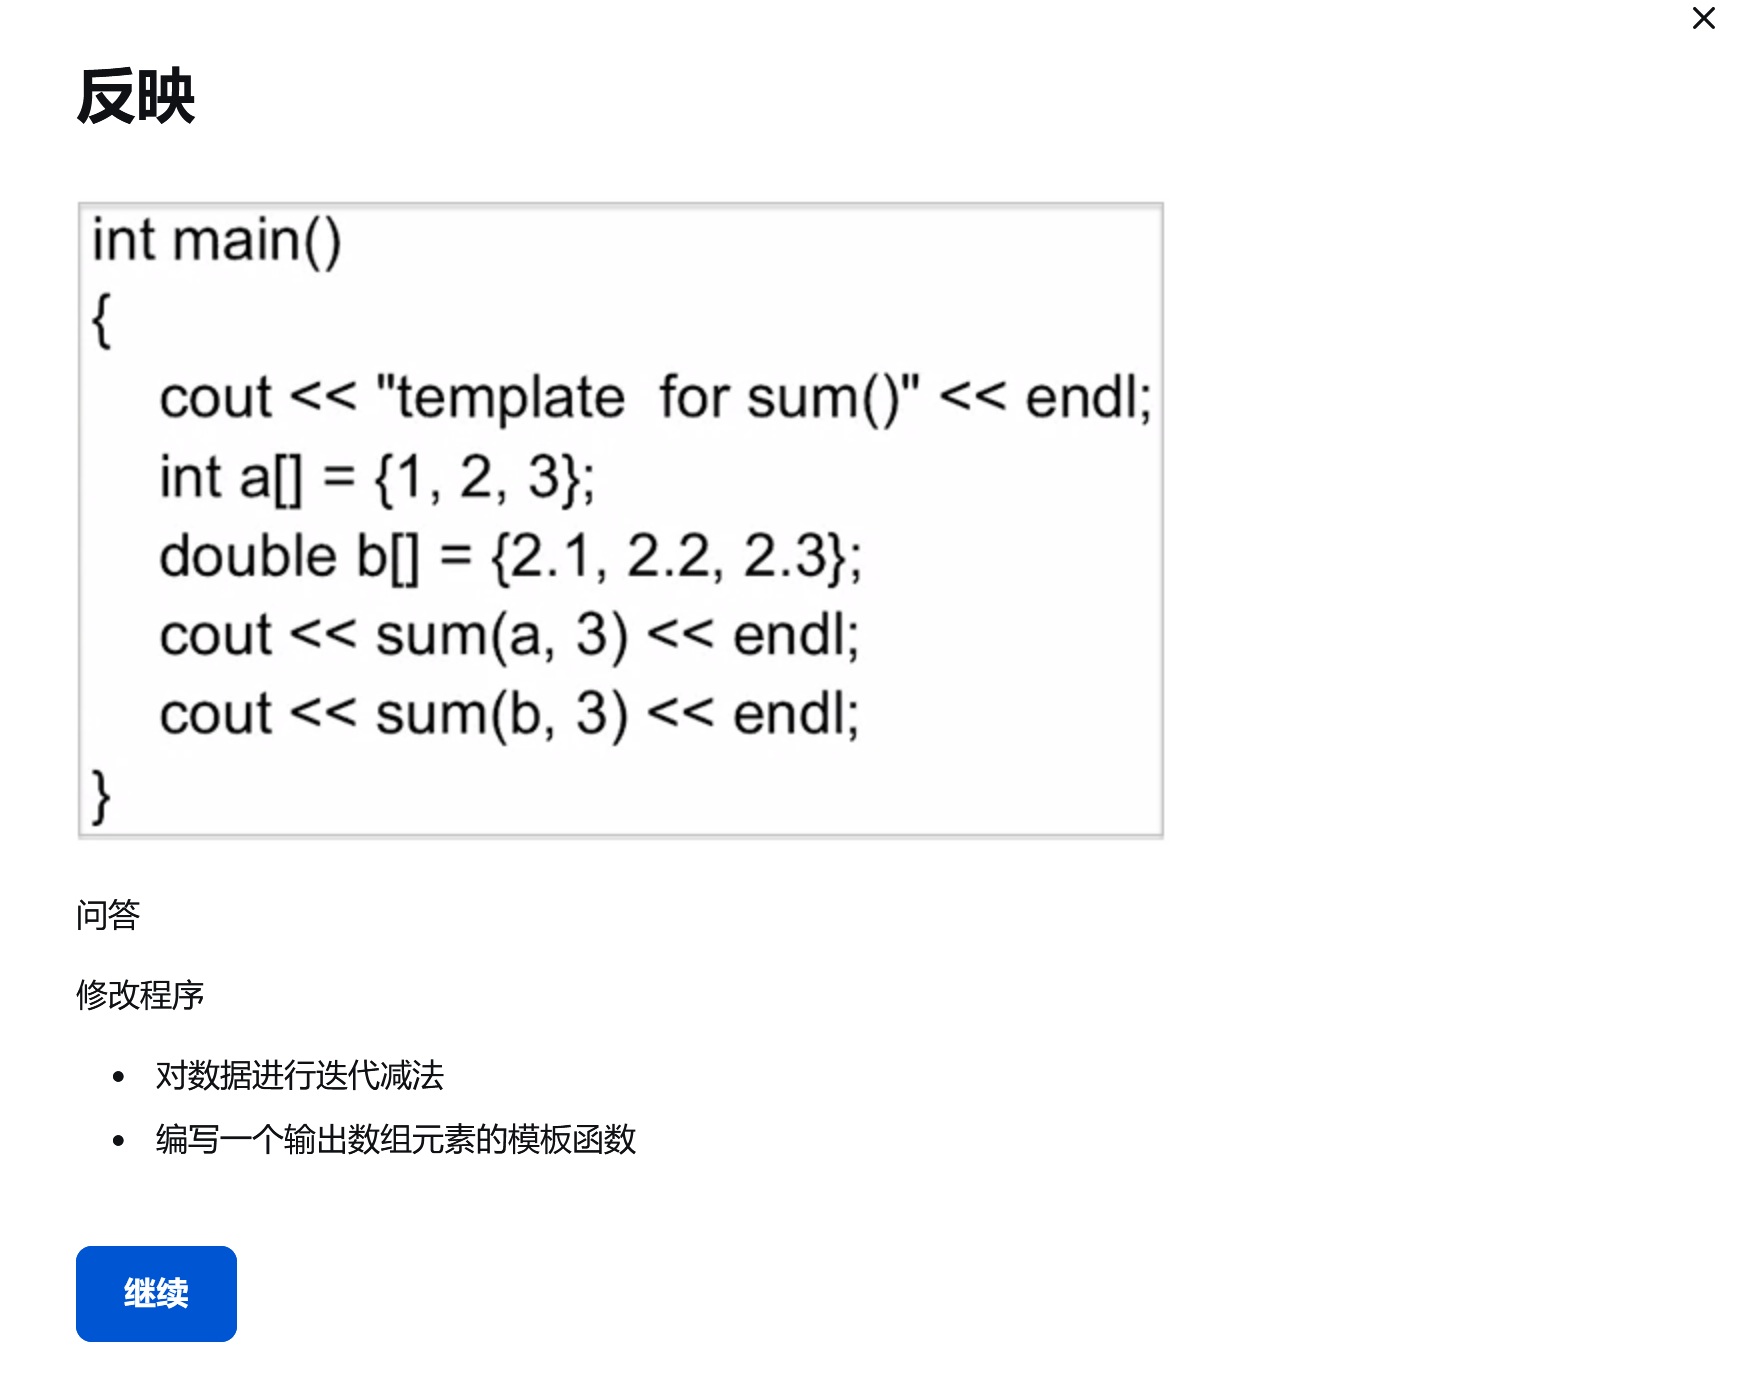 反映
int main()
{
cout << "template  for sum()" << endl;
int a[] = {1, 2, 3};
double b[] = {2.1, 2.2, 2.3};
cout << sum(a, 3) << endl;
cout << sum(b, 3) << endl;
}
问答
修改程序
• 对数据进行迭代减法
• 编写一个输出数组元素的模板函数
继续